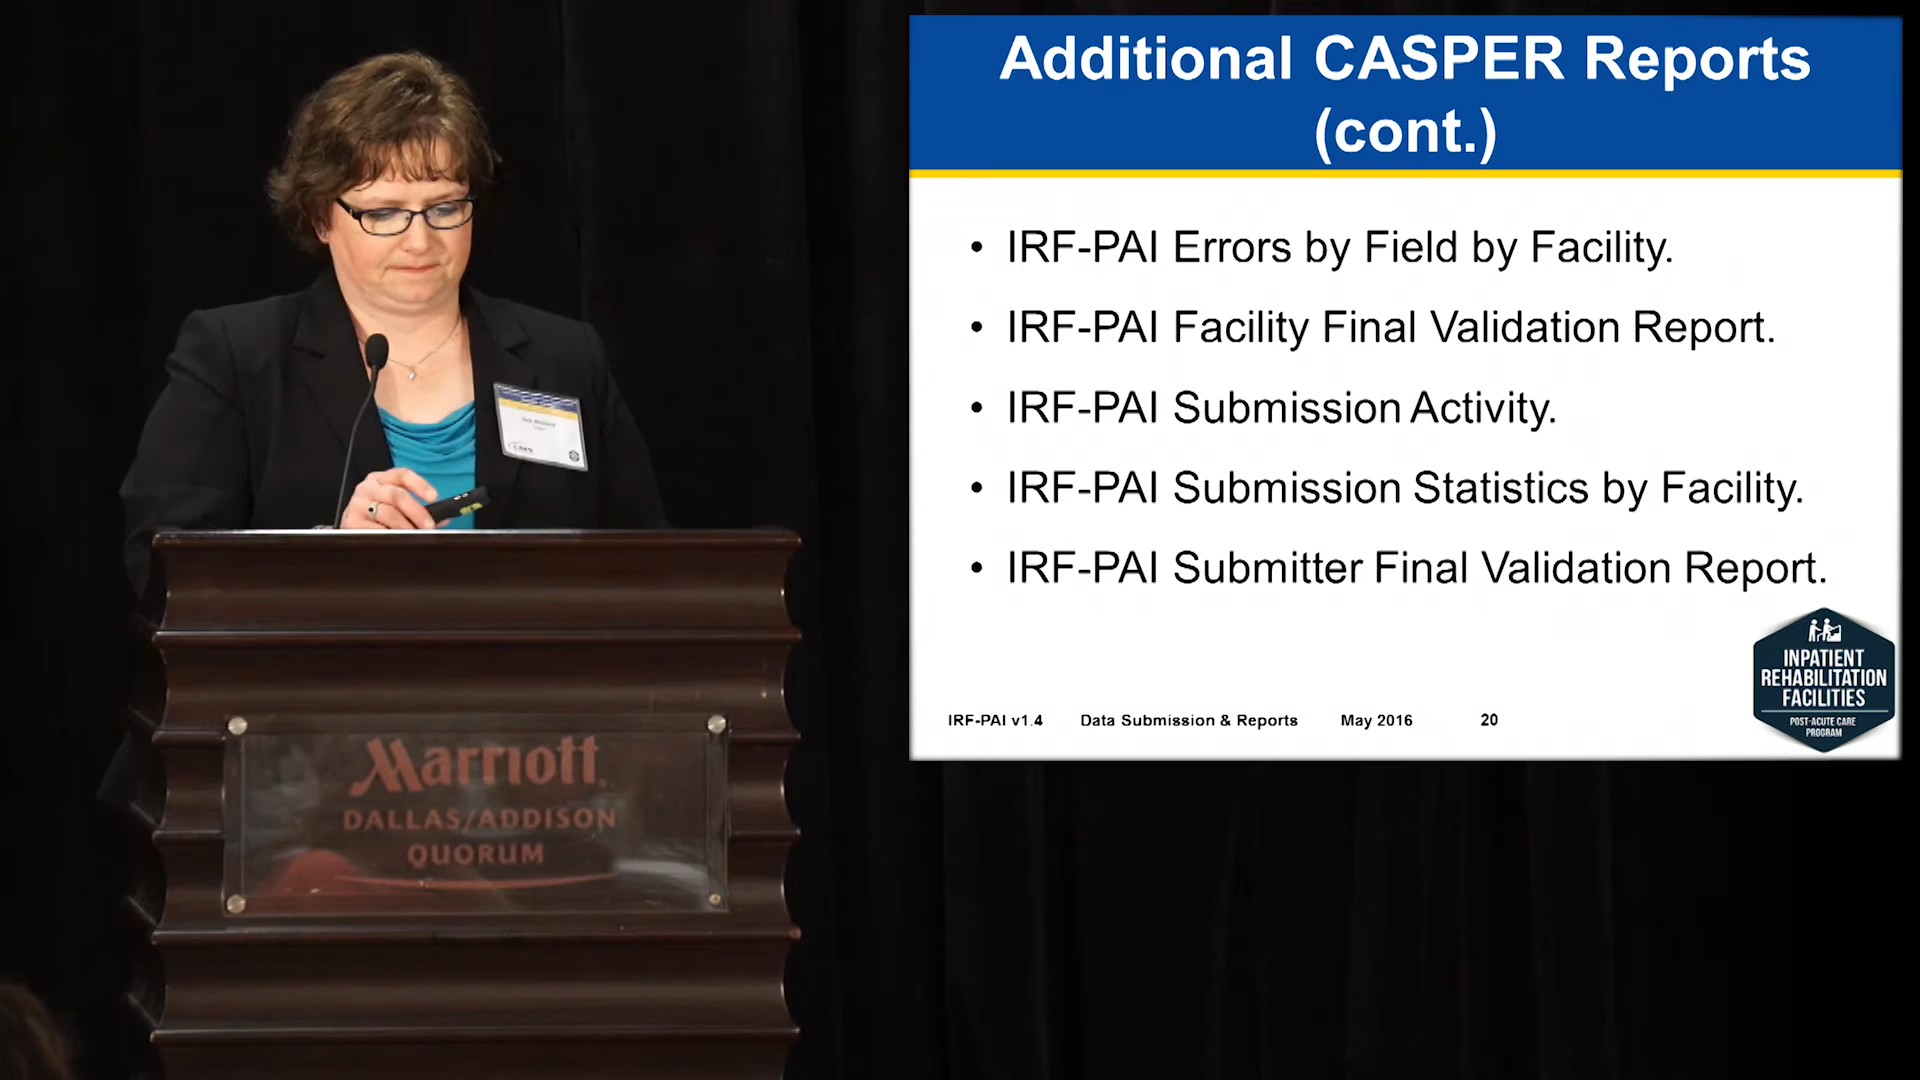 Additional CASPER Reports
(cont.)
• IRF-PAI Errors by Field by Facility.
• IRF-PAI Facility Final Validation Report.
• IRF-PAI Submission Activity.
• IRF-PAI Submission Statistics by Facility.
• IRF-PAI Submitter Final Validation Report.
IRF-PAI v1.4 Data Submission & Reports May 2016 20
INPATIENT
REHABILITATION
FACILITIES
POST-ACUTE CARE
PROGRAM
Marriott
DALLAS/ADDISON
QUORUM